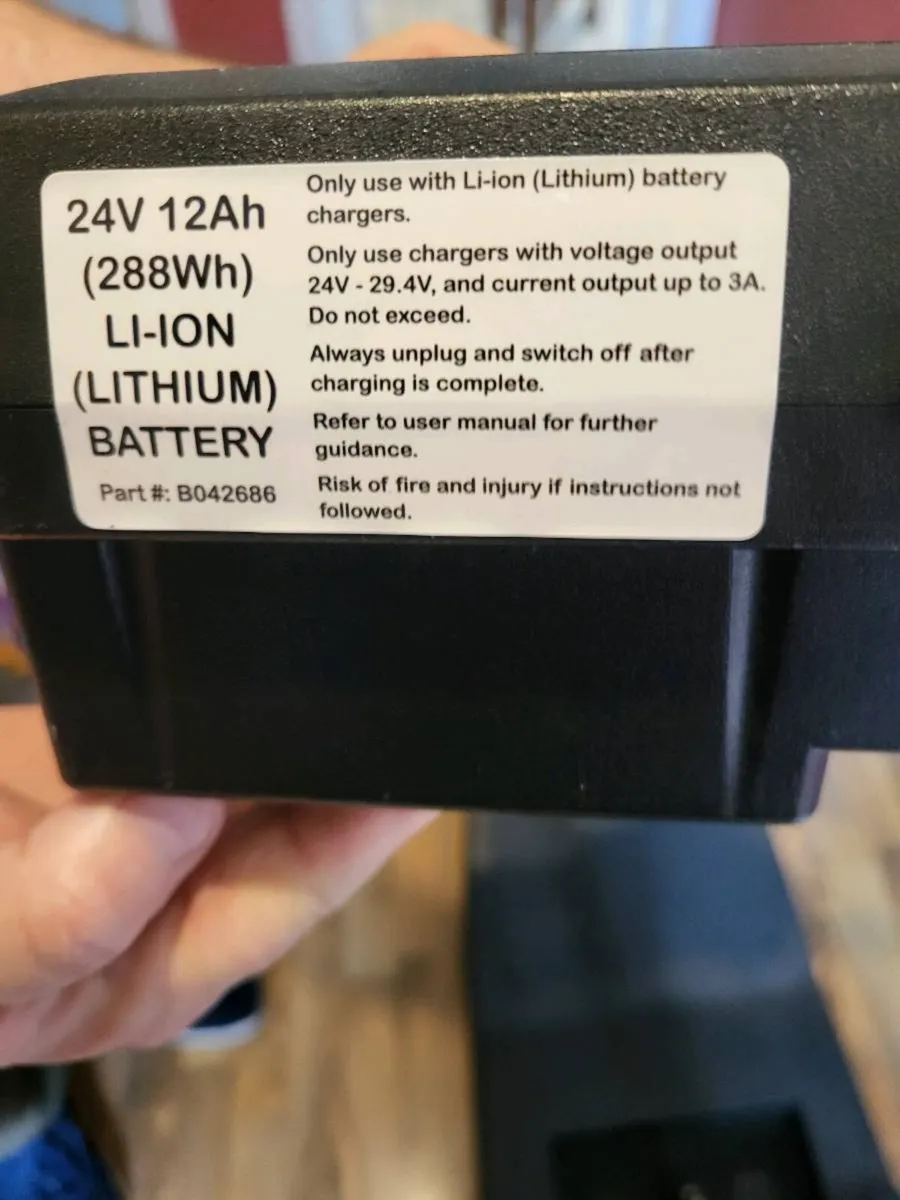 24V 12Ah
(288Wh)
LI-ION
(LITHIUM)
BATTERY
Part #: B042686
Only use with Li-ion (Lithium) battery
chargers.
Only use chargers with voltage output
24V - 29.4V, and current output up to 3A.
Do not exceed.
Always unplug and switch off after
charging is complete.
Refer to user manual for further
guidance.
Risk of fire and injury if instructions not
followed.